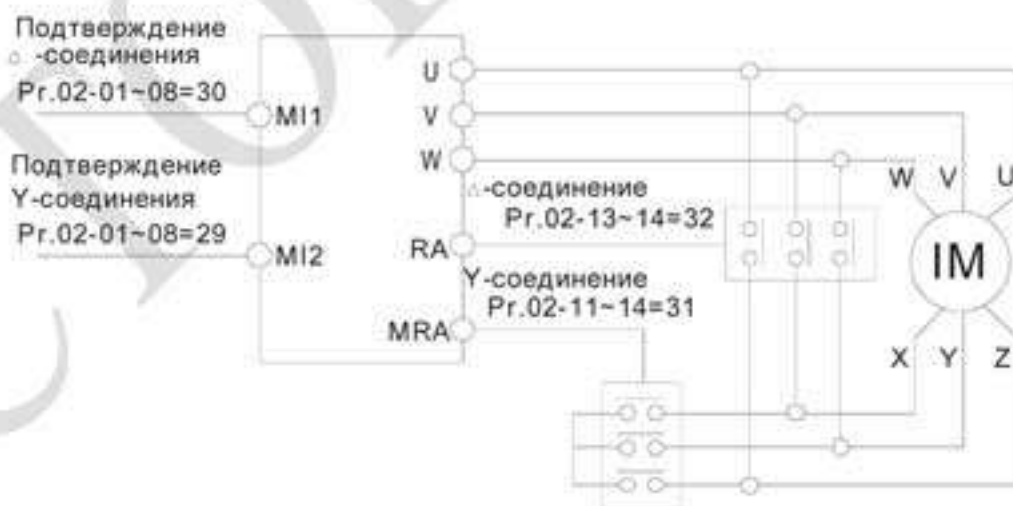 Подтверждение
△ -соединения
Pr.02-01~08=30
MI1
Подтверждение
Y-соединения
Pr.02-01~08=29
MI2
U
V
W
RA
MRA
△-соединение
Pr.02-13~14=32
Y-соединение
Pr.02-11~14=31
W V U
IM
X Y Z